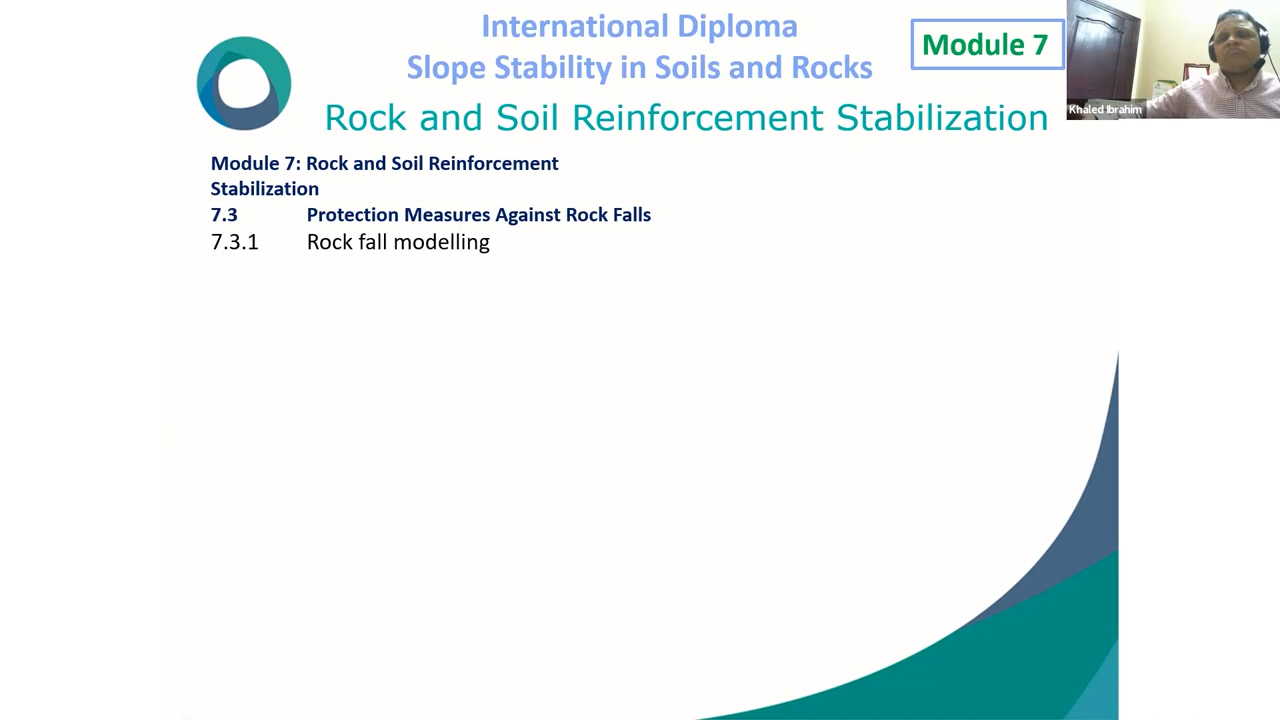 International Diploma
Slope Stability in Soils and Rocks
Module 7
Khaled Ibrahim
Rock and Soil Reinforcement Stabilization
Module 7: Rock and Soil Reinforcement
Stabilization
7.3 Protection Measures Against Rock Falls
7.3.1 Rock fall modelling